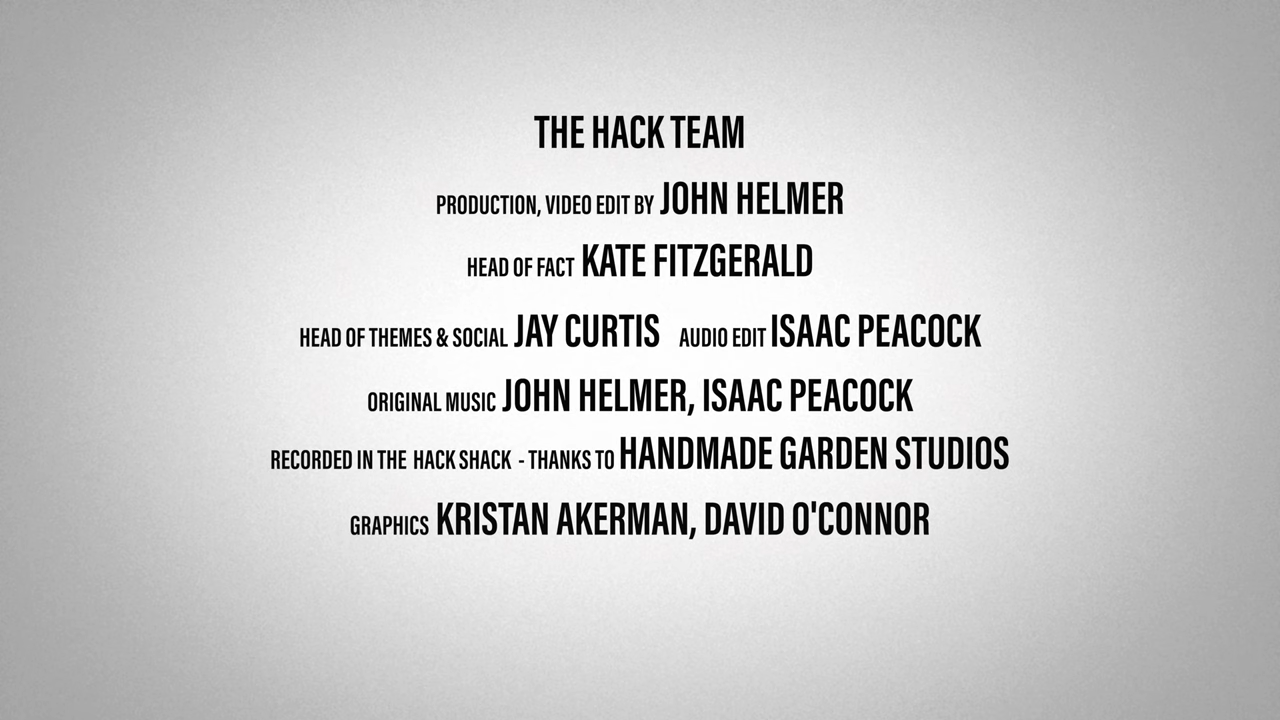 THE HACK TEAM
PRODUCTION, VIDEO EDIT BY JOHN HELMER
HEAD OF FACT KATE FITZGERALD
HEAD OF THEMES & SOCIAL JAY CURTIS AUDIO EDIT ISAAC PEACOCK
ORIGINAL MUSIC JOHN HELMER, ISAAC PEACOCK
RECORDED IN THE HACK SHACK - THANKS TO HANDMADE GARDEN STUDIOS
GRAPHICS KRISTAN AKERMAN, DAVID O'CONNOR